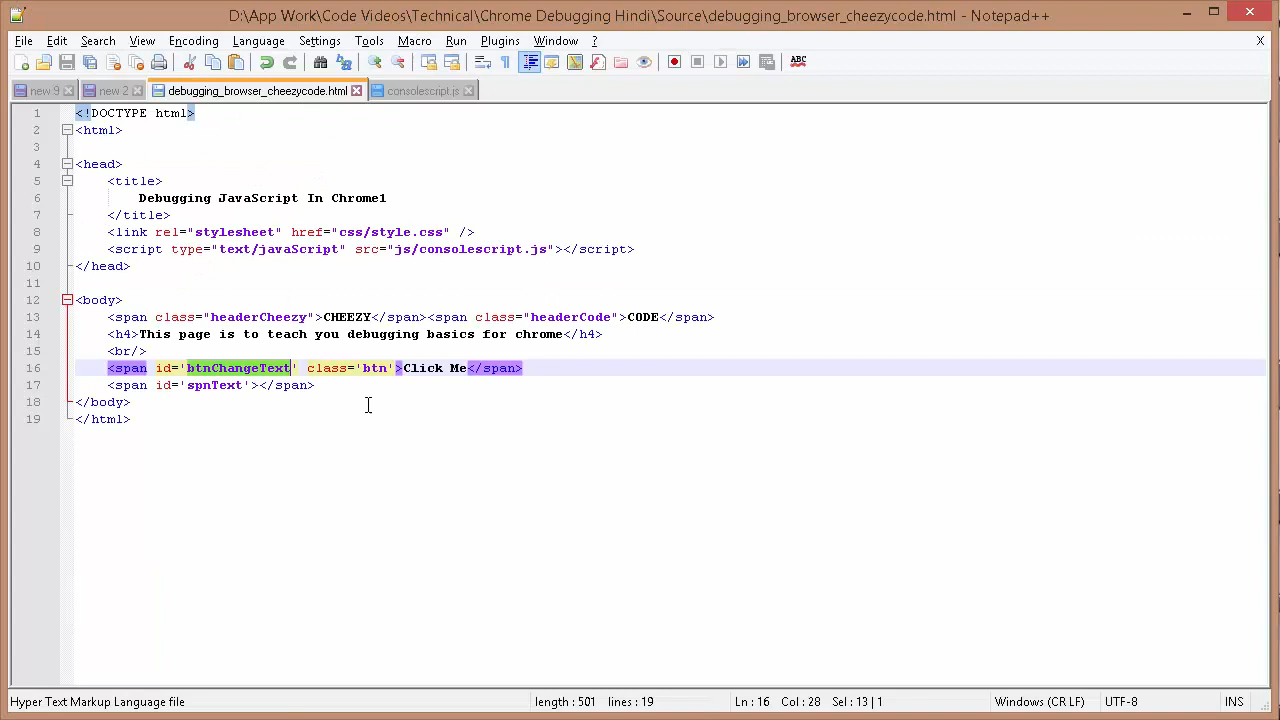 D:\App Work\Code Videos\Technical\Chrome Debugging Hindi\Source\debugging_browser_cheezycode.html - Notepad++
File Edit Search View Encoding Language Settings Tools Macro Run Plugins Window ? X
ABC
new 9 new 2 debugging_browser_cheezycode.html consolescript.js
1 <!DOCTYPE html>
2 <html>
3
4 <head>
5 <title>
6 Debugging JavaScript In Chrome1
7 </title>
8 <link rel="stylesheet" href="css/style.css" />
9 <script type="text/javaScript" src="js/consolescript.js"></script>
10 </head>
11
12 <body>
13 <span class="headerCheezy">CHEEZY</span><span class="headerCode">CODE</span>
14 <h4>This page is to teach you debugging basics for chrome</h4>
15 <br/>
16 <span id='btnChangeText' class='btn'>Click Me</span>
17 <span id='spnText'></span>
18 </body>
19 </html>
Hyper Text Markup Language file length : 501 lines : 19 Ln : 16 Col : 28 Sel : 13 | 1 Windows (CR LF) UTF-8 INS